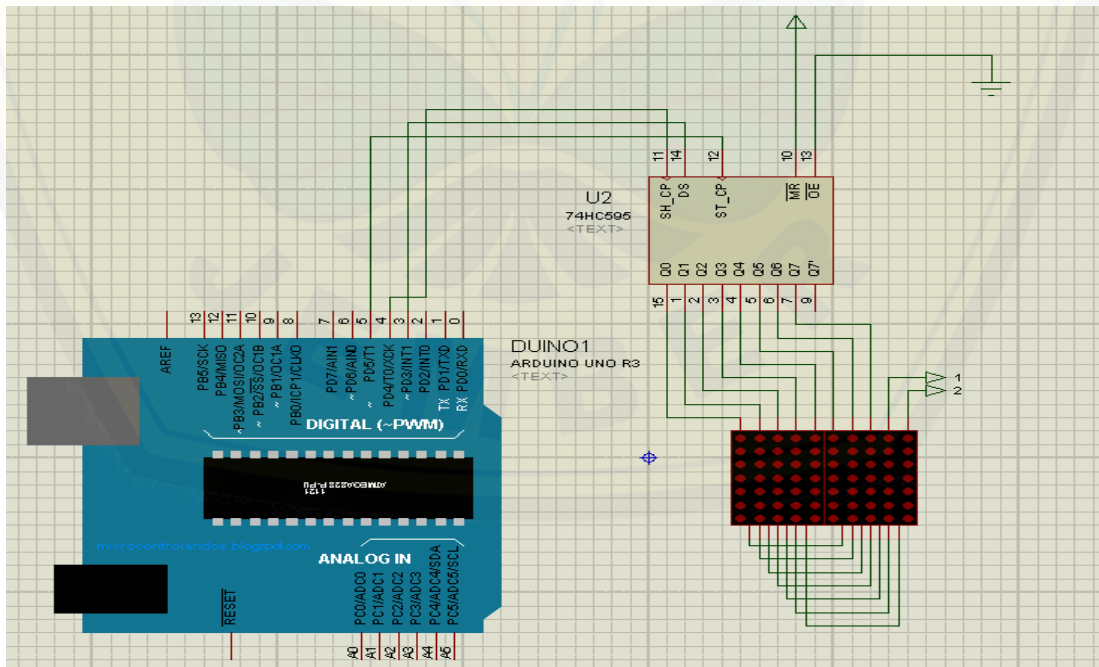 11
14
12
10
13
SH_CP
DS
ST_CP
MR
OE
U2
74HC595
<TEXT>
Q0
Q1
Q2
Q3
Q4
Q5
Q6
Q7
Q7'
15
1
2
3
4
5
6
7
9
1
2
DUINO1
ARDUINO UNO R3
<TEXT>
13
12
11
10
9
8
7
6
5
4
3
2
1
0
AREF
PB5/SCK
PB4/MISO
~PB3/MOSI/OC2A
~ PB2/SS/OC1B
~ PB1/OC1A
PB0/ICP1/CLKO
PD7/AIN1
~ PD6/AIN0
~ PD5/T1
PD4/T0/XCK
~ PD3/INT1
PD2/INT0
TX PD1/TXD
RX PD0/RXD
DIGITAL (~PWM)
ATMEGA328P-PU
1121
microcontrolandos.blogspot.com
ANALOG IN
RESET
PC0/ADC0
PC1/ADC1
PC2/ADC2
PC3/ADC3
PC4/ADC4/SDA
PC5/ADC5/SCL
A0
A1
A2
A3
A4
A5